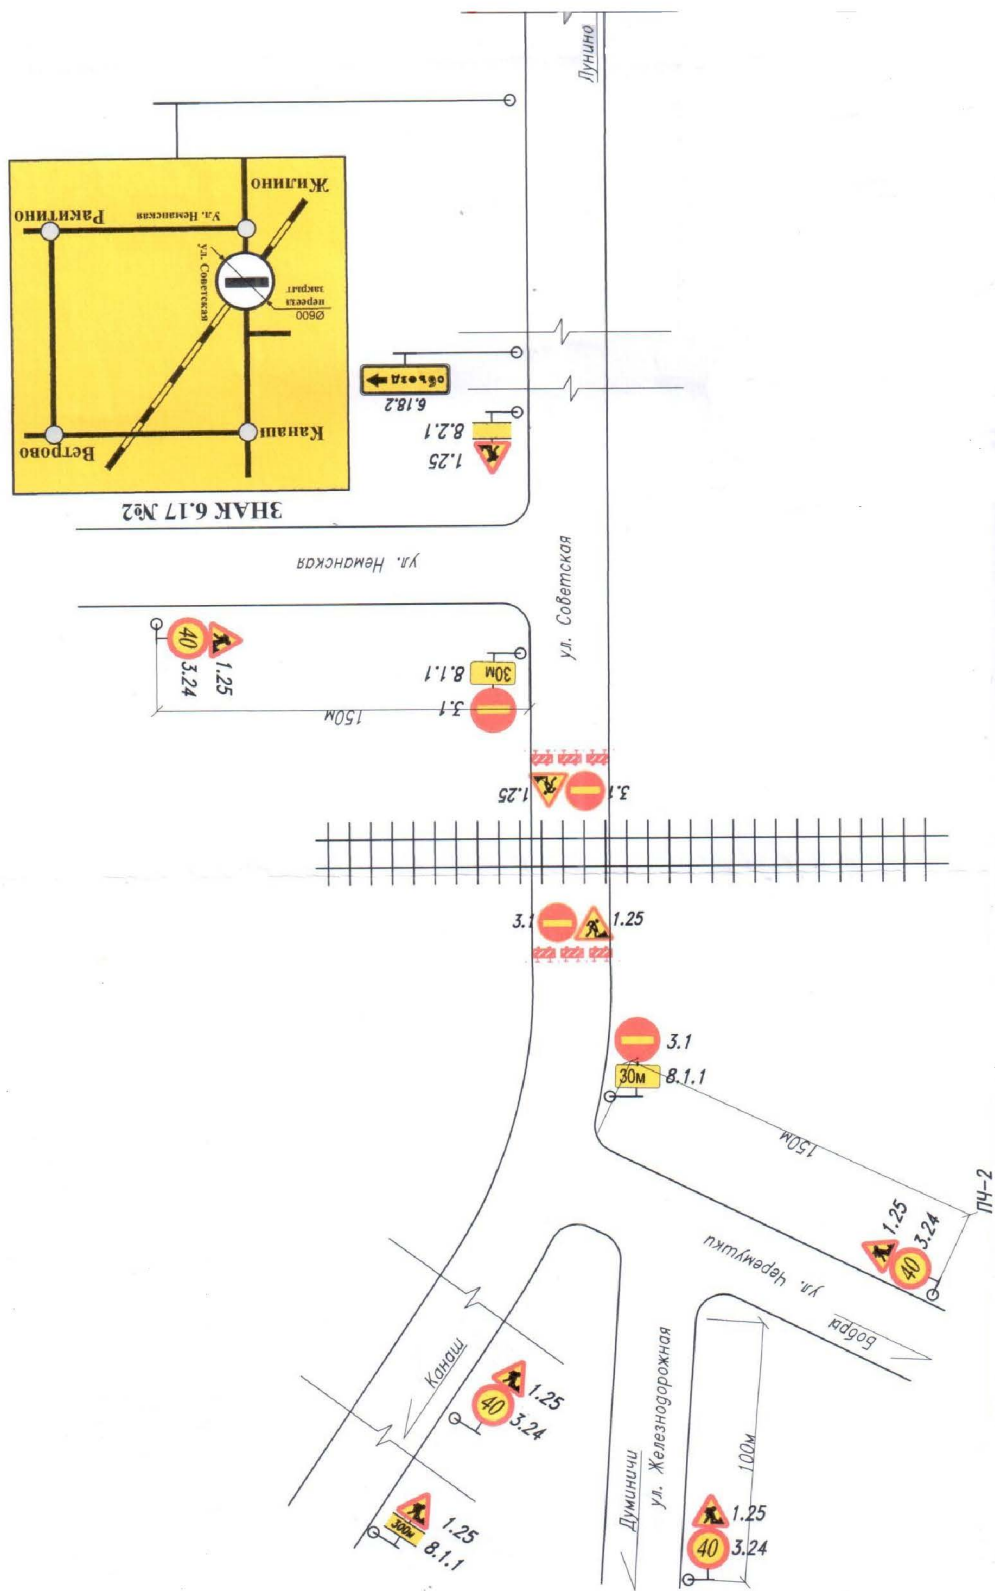 Лунино
Жилино
Ул. Неманская
Ракитино
ул. Советская
Ø600
переезд
закрыт
Канаш
Ветрово
ЗНАК 6.17 №2
объезд
6.18.2
8.2.1
1.25
ул. Неманская
ул. Советская
40
3.24
1.25
150м
30м
8.1.1
3.1
1.25
3.1
3.1
1.25
3.1
30м
8.1.1
150м
ПЧ-2
1.25
3.24
40
ул. Черемушки
Бобры
Канаш
1.25
40
3.24
1.25
300м
8.1.1
ул. Железнодорожная
Думиничи
100м
1.25
40
3.24